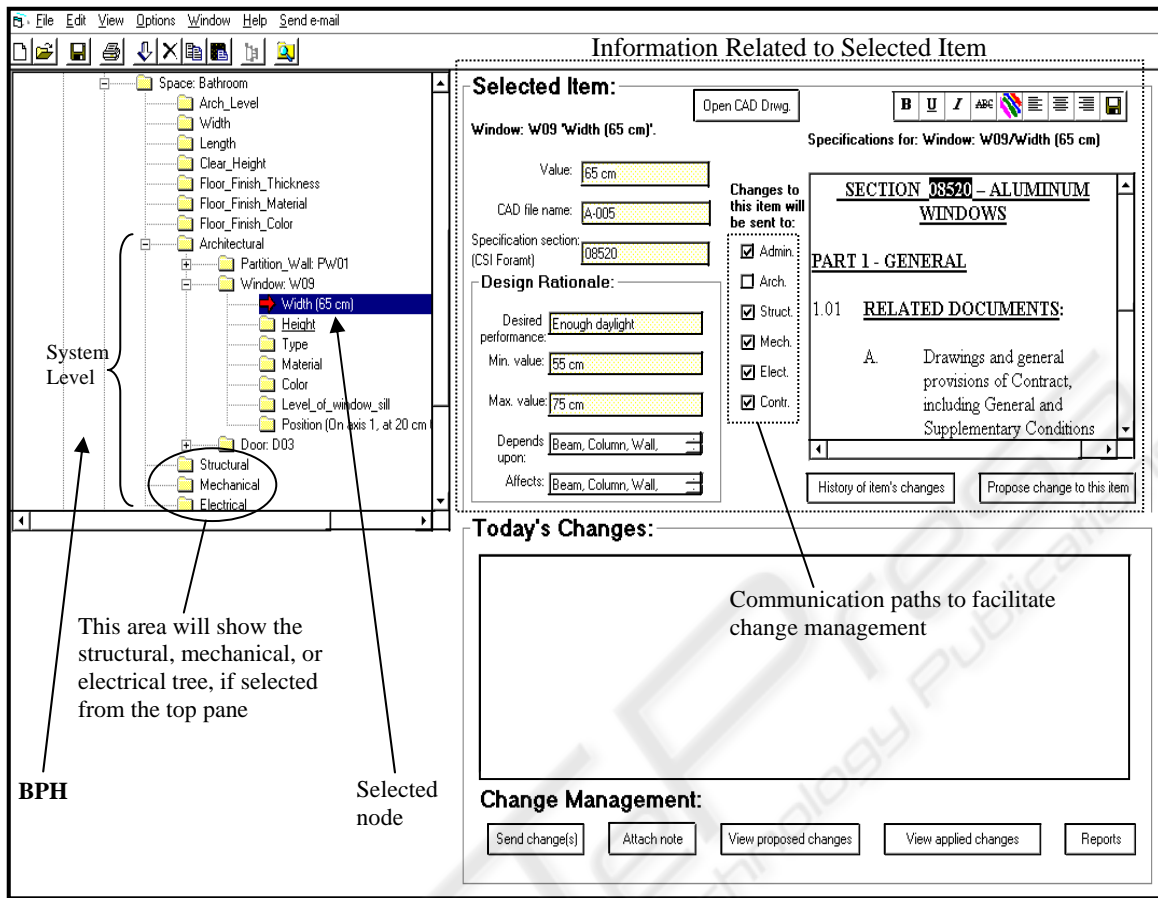 File Edit View Options Window Help Send e-mail
Information Related to Selected Item
Space: Bathroom
Arch_Level
Width
Length
Clear_Height
Floor_Finish_Thickness
Floor_Finish_Material
Floor_Finish_Color
Architectural
Partition_Wall: PW01
Window: W09
Width (65 cm)
Height
Type
Material
Color
Level_of_window_sill
Position (On axis 1, at 20 cm
Door: D03
Structural
Mechanical
Electrical
System
Level
This area will show the
structural, mechanical, or
electrical tree, if selected
from the top pane
BPH
Selected
node
Selected Item:
Open CAD Drwg.
B U I ABC
Window: W09 'Width (65 cm)'.
Specifications for: Window: W09/Width (65 cm)
Value: 65 cm
CAD file name: A-005
Specification section: 08520
(CSI Foramt)
Design Rationale:
Desired
performance: Enough daylight
Min. value: 55 cm
Max. value: 75 cm
Depends
upon: Beam, Column, Wall,
Affects: Beam, Column, Wall,
Changes to
this item will
be sent to:
Admin.
Arch.
Struct.
Mech.
Elect.
Contr.
SECTION 08520 – ALUMINUM
WINDOWS
PART 1 - GENERAL
1.01 RELATED DOCUMENTS:
A. Drawings and general
provisions of Contract,
including General and
Supplementary Conditions
History of item's changes Propose change to this item
Today's Changes:
Communication paths to facilitate
change management
Change Management:
Send change(s) Attach note View proposed changes View applied changes Reports